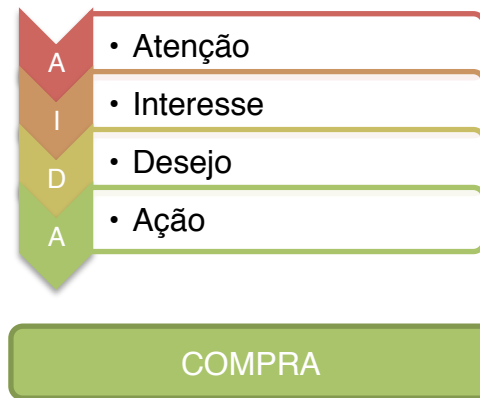 A • Atenção
I • Interesse
D • Desejo
A • Ação
COMPRA